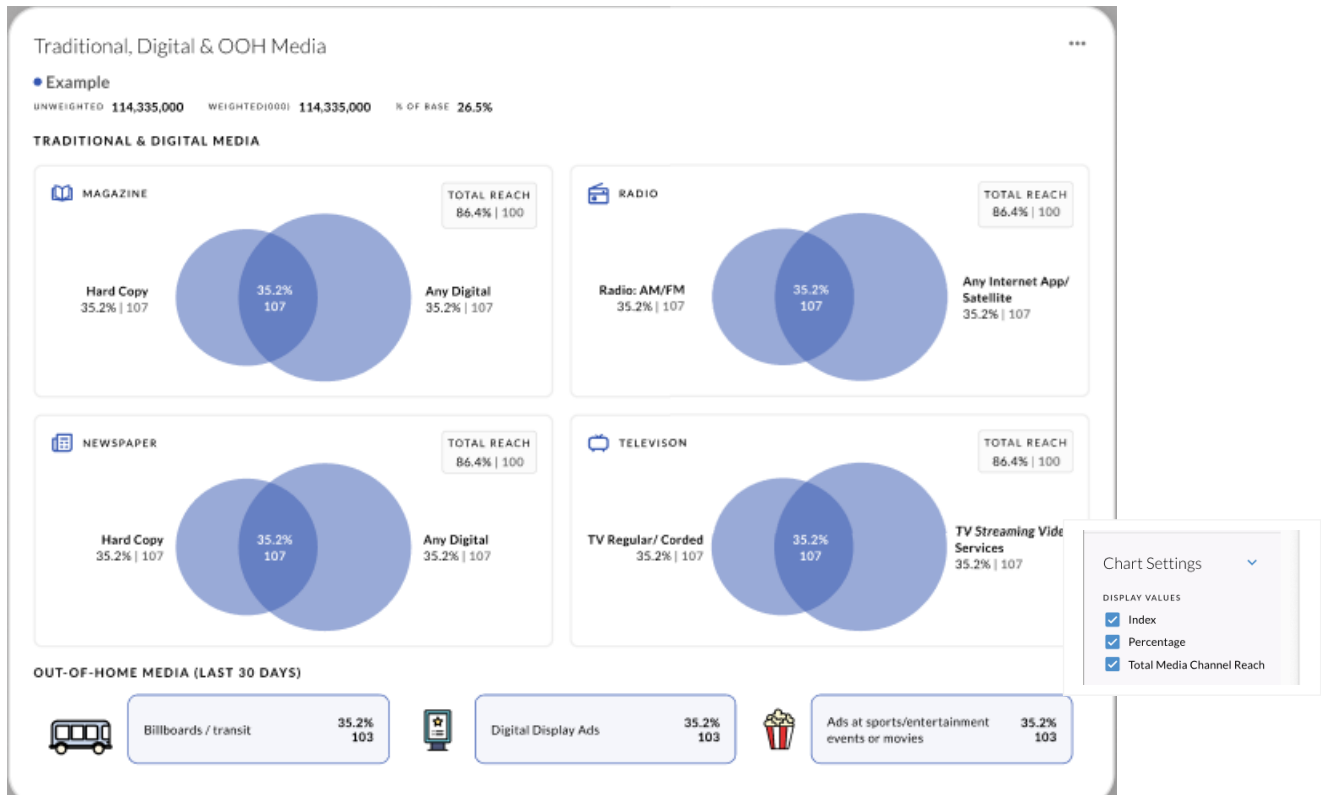 Traditional, Digital & OOH Media
Example
UNWEIGHTED 114,335,000 WEIGHTED(000) 114,335,000 % OF BASE 26.5%
TRADITIONAL & DIGITAL MEDIA
MAGAZINE
TOTAL REACH
86.4% | 100
Hard Copy
35.2% | 107
35.2%
107
Any Digital
35.2% | 107
RADIO
TOTAL REACH
86.4% | 100
Radio: AM/FM
35.2% | 107
35.2%
107
Any Internet App/
Satellite
35.2% | 107
NEWSPAPER
TOTAL REACH
86.4% | 100
Hard Copy
35.2% | 107
35.2%
107
Any Digital
35.2% | 107
TELEVISON
TOTAL REACH
86.4% | 100
TV Regular/ Corded
35.2% | 107
35.2%
107
TV Streaming Vide
Services
35.2% | 107
Chart Settings
DISPLAY VALUES
Index
Percentage
Total Media Channel Reach
OUT-OF-HOME MEDIA (LAST 30 DAYS)
Billboards / transit
35.2%
103
Digital Display Ads
35.2%
103
Ads at sports/entertainment
events or movies
35.2%
103